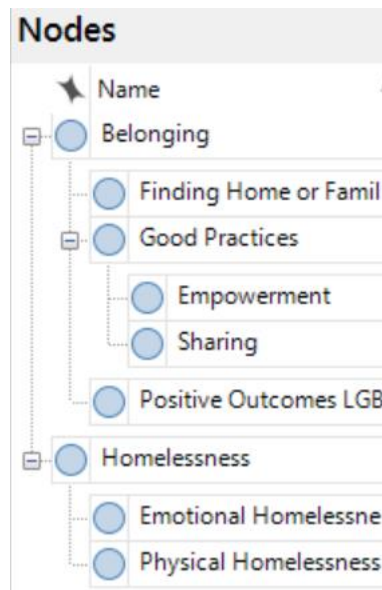 Nodes
Name
Belonging
Finding Home or Famil
Good Practices
Empowerment
Sharing
Positive Outcomes LGB
Homelessness
Emotional Homelessne
Physical Homelessness